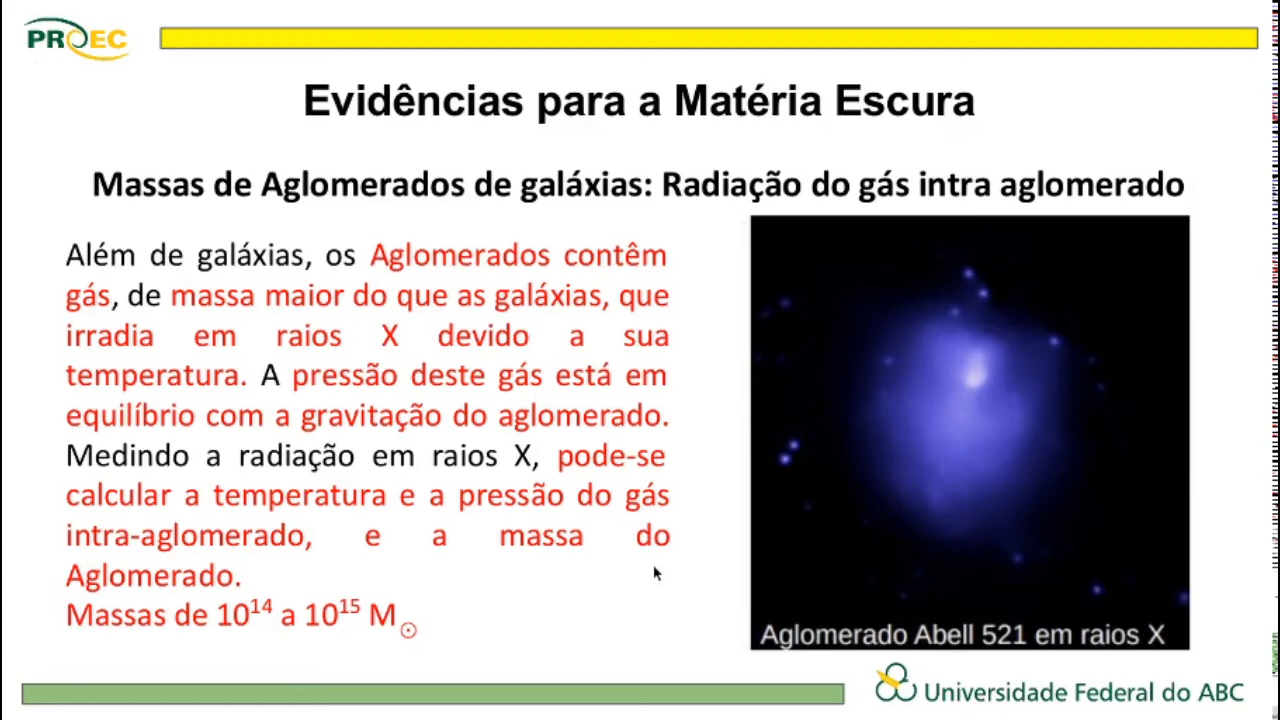 PROEC
Evidências para a Matéria Escura
Massas de Aglomerados de galáxias: Radiação do gás intra aglomerado
Além de galáxias, os Aglomerados contêm
gás, de massa maior do que as galáxias, que
irradia em raios X devido a sua
temperatura. A pressão deste gás está em
equilíbrio com a gravitação do aglomerado.
Medindo a radiação em raios X, pode-se
calcular a temperatura e a pressão do gás
intra-aglomerado, e a massa do
Aglomerado.
Massas de 10¹⁴ a 10¹⁵ M☉
Aglomerado Abell 521 em raios X
Universidade Federal do ABC